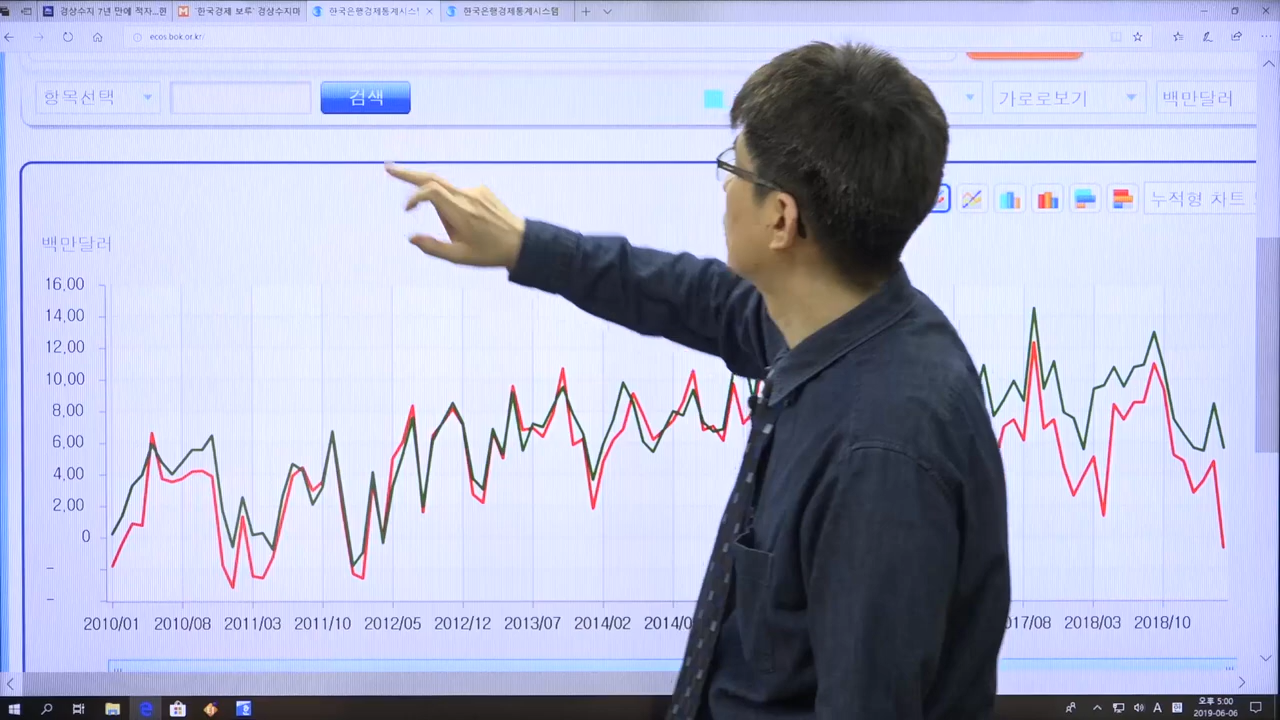 경상수지 7년 만에 적자...현
'한국경제 보루' 경상수지마
한국은행경제통계시스템
한국은행경제통계시스템
ecos.bok.or.kr/
항목선택
검색
가로로보기
백만달러
누적형 차트
백만달러
16,00
14,00
12,00
10,00
8,00
6,00
4,00
2,00
0
2010/01 2010/08 2011/03 2011/10 2012/05 2012/12 2013/07 2014/02 2014/0 017/08 2018/03 2018/10
오후 5:00
A
2019-06-06